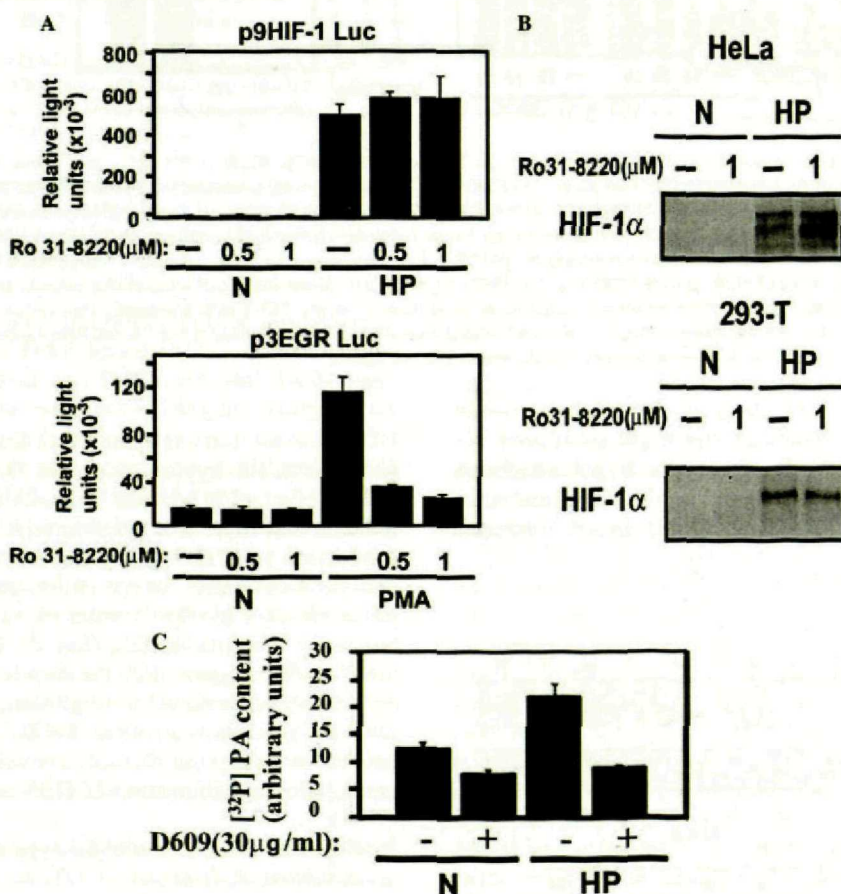 A
p9HIF-1 Luc
Relative light
units (x10⁻³)
800
600
400
200
0
Ro 31-8220(μM): – 0.5 1 – 0.5 1
N HP
p3EGR Luc
Relative light
units (x10⁻³)
120
80
40
0
Ro 31-8220(μM): – 0.5 1 – 0.5 1
N PMA
B
HeLa
N HP
Ro31-8220(μM) – 1 – 1
HIF-1α
293-T
N HP
Ro31-8220(μM) – 1 – 1
HIF-1α
C
[³²P] PA content
(arbitrary units)
30
25
20
15
10
5
0
D609(30μg/ml): - + - +
N HP